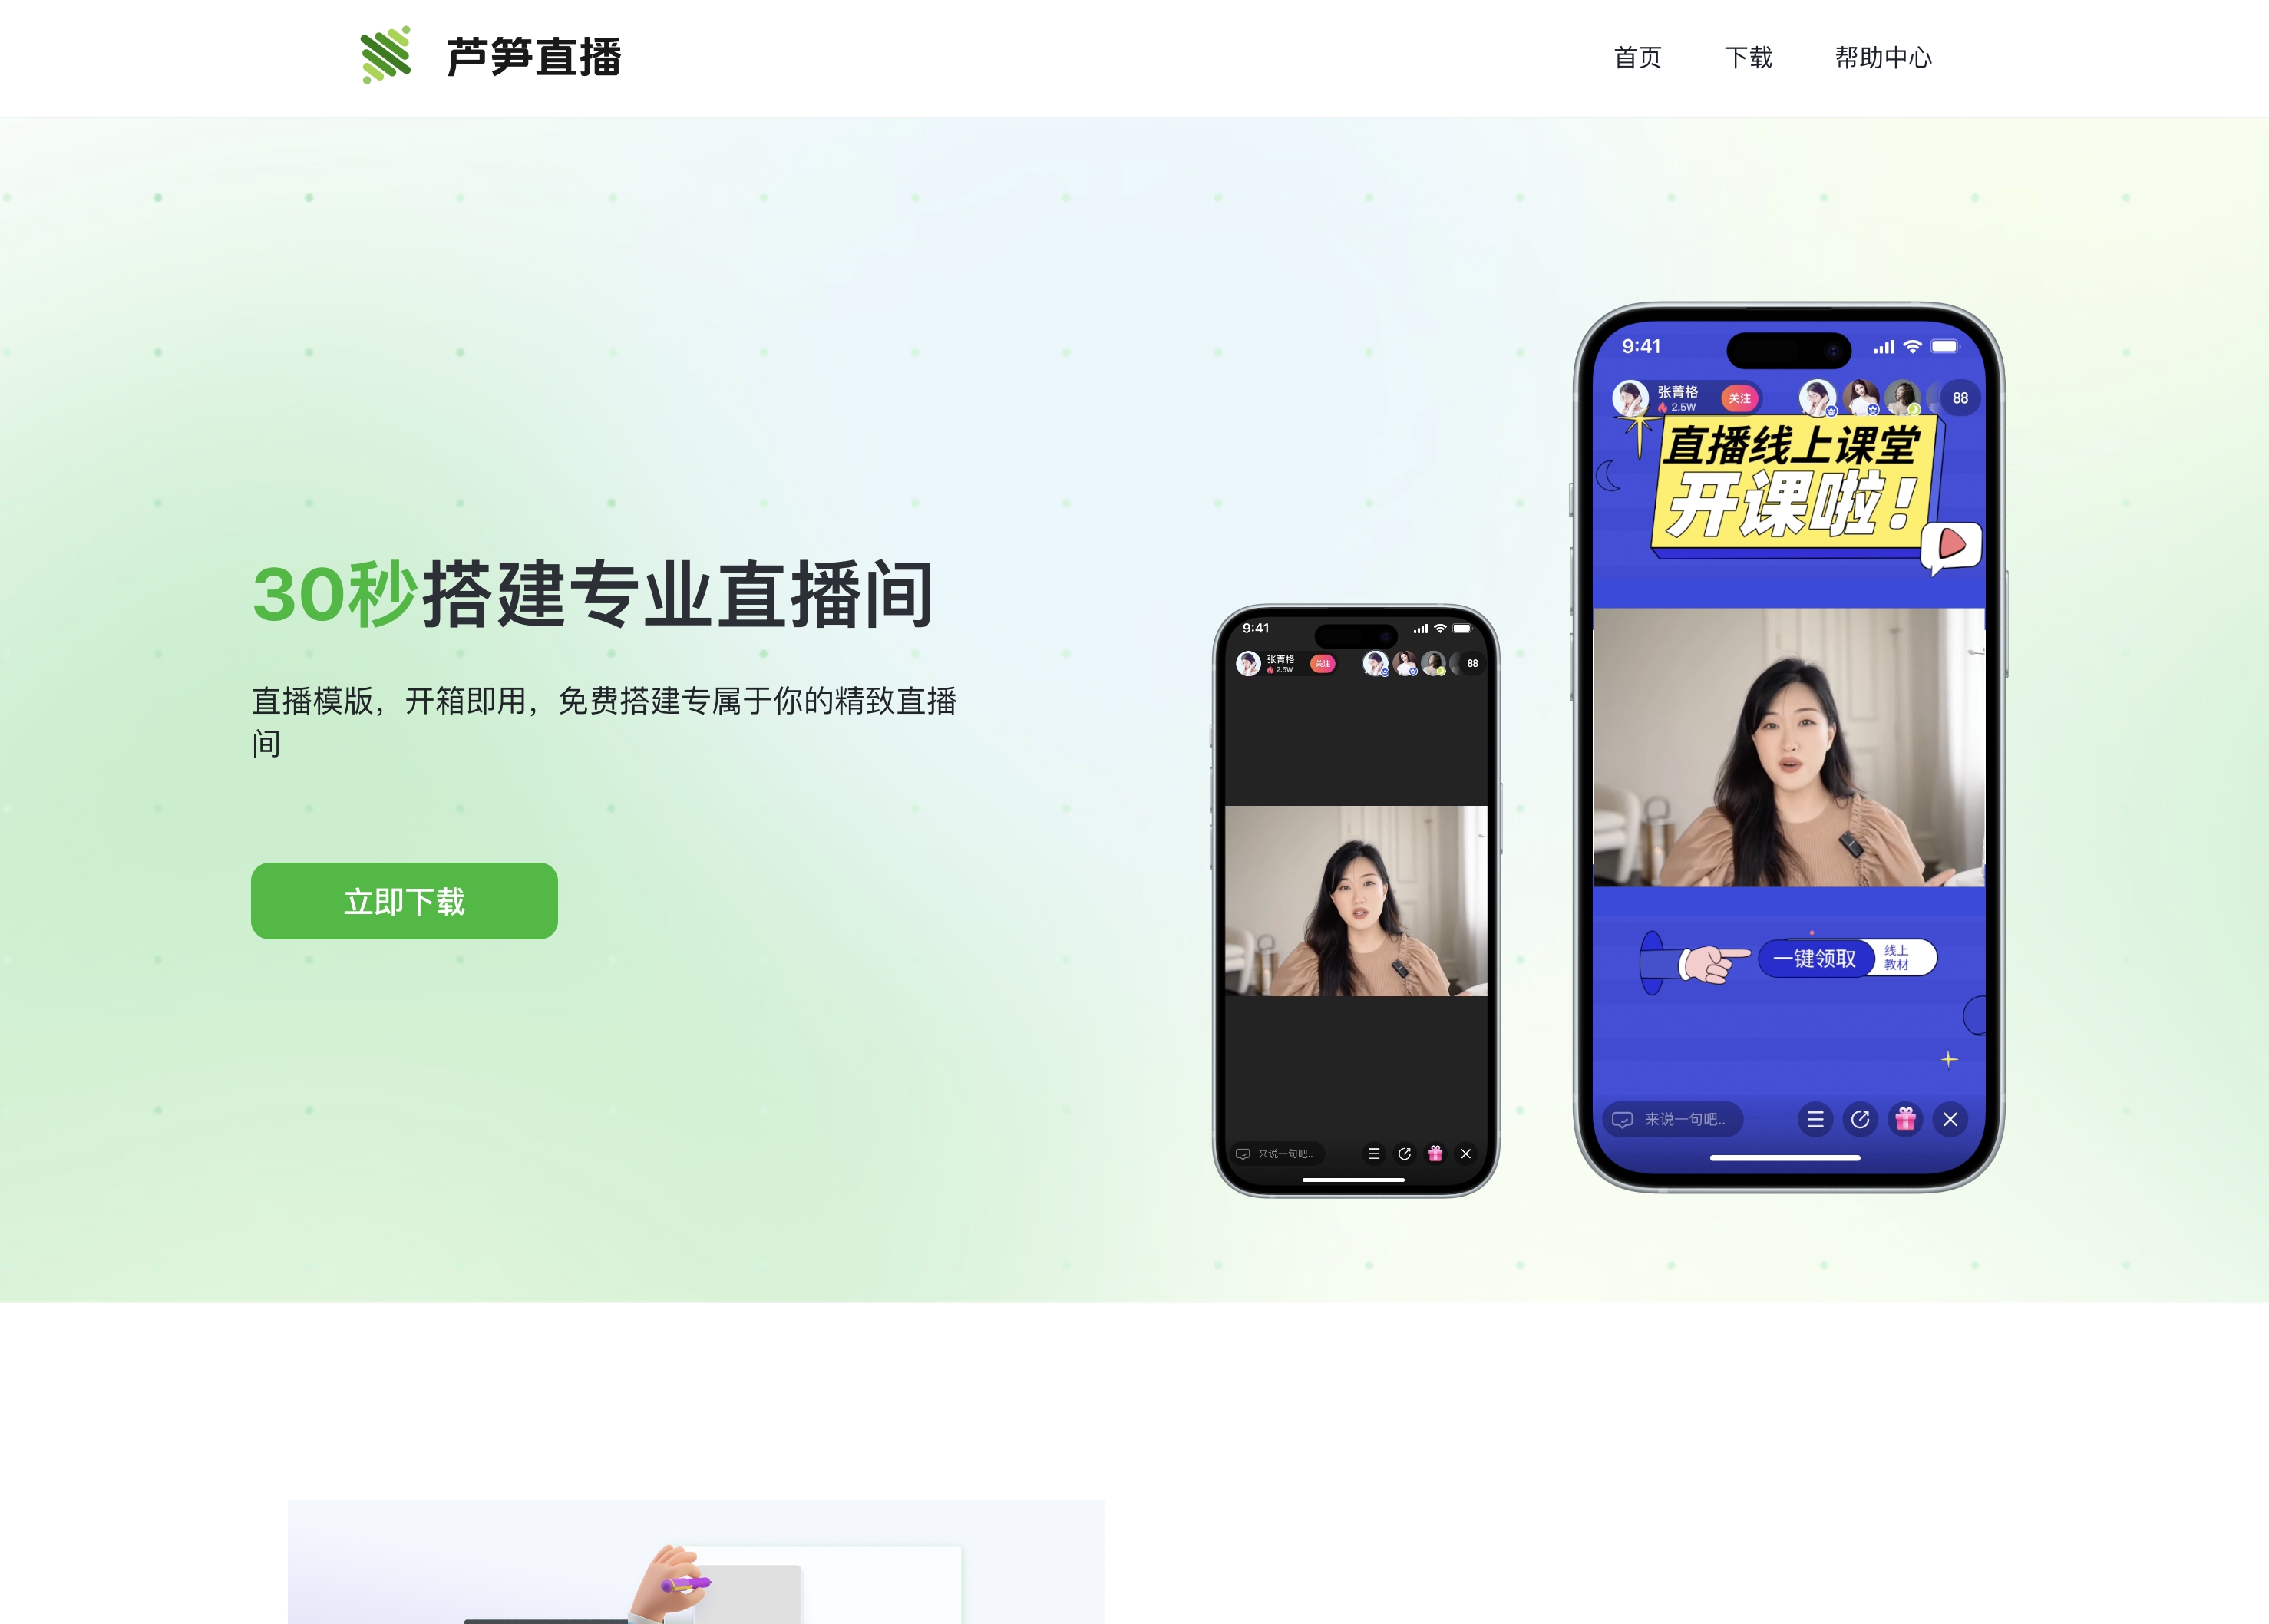 芦笋直播
首页 下载 帮助中心
30秒搭建专业直播间
直播模版，开箱即用，免费搭建专属于你的精致直播
间
立即下载
9:41
张菁格
2.5W
关注
88
来说一句吧..
9:41
张菁格
2.5W
关注
88
直播线上课堂
开课啦！
一键领取
线上
教材
来说一句吧..